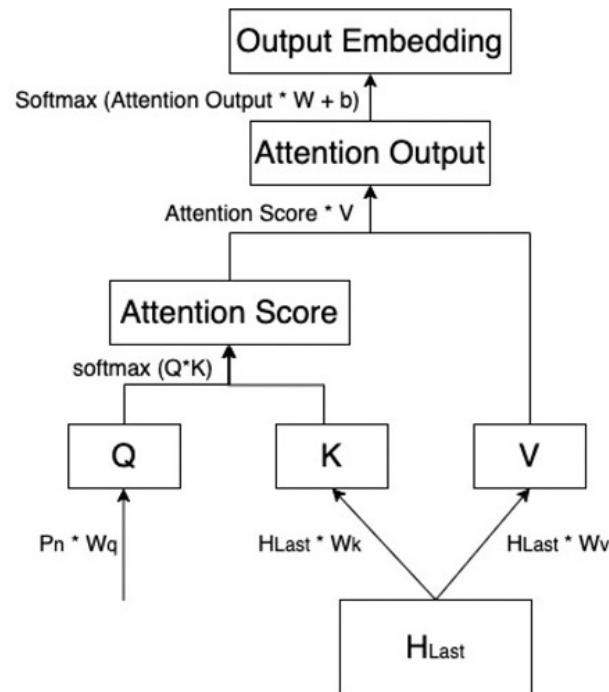 Output Embedding
Softmax (Attention Output * W + b)
Attention Output
Attention Score * V
Attention Score
softmax (Q*K)
Q
K
V
Pn * Wq
HLast * Wk
HLast * Wv
HLast